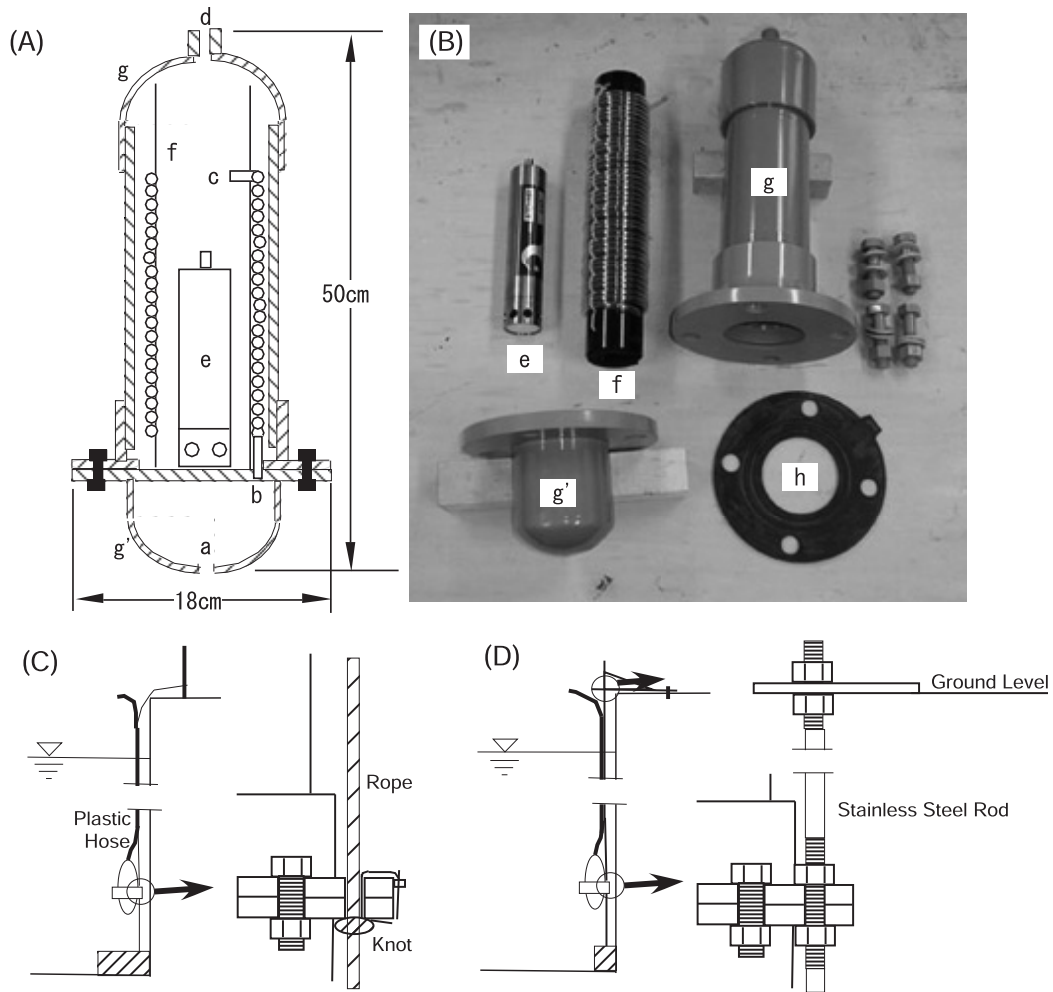 (A)
d
g
f
c
e
b
g'
a
50cm
18cm
(B)
e
f
g
g'
h
(C)
Plastic
Hose
Rope
Knot
(D)
Ground Level
Stainless Steel Rod